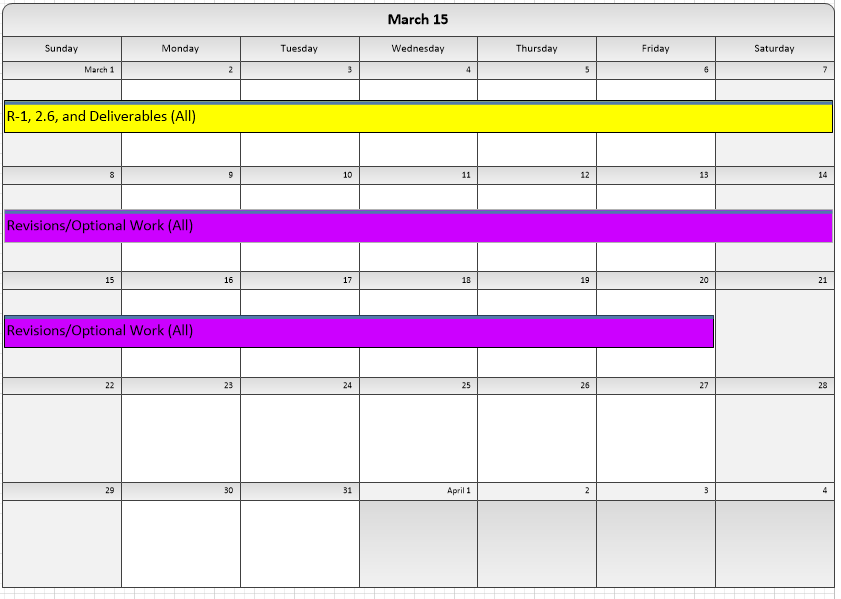 March 15
Sunday Monday Tuesday Wednesday Thursday Friday Saturday
March 1 2 3 4 5 6 7
R-1, 2.6, and Deliverables (All)
8 9 10 11 12 13 14
Revisions/Optional Work (All)
15 16 17 18 19 20 21
Revisions/Optional Work (All)
22 23 24 25 26 27 28
29 30 31 April 1 2 3 4